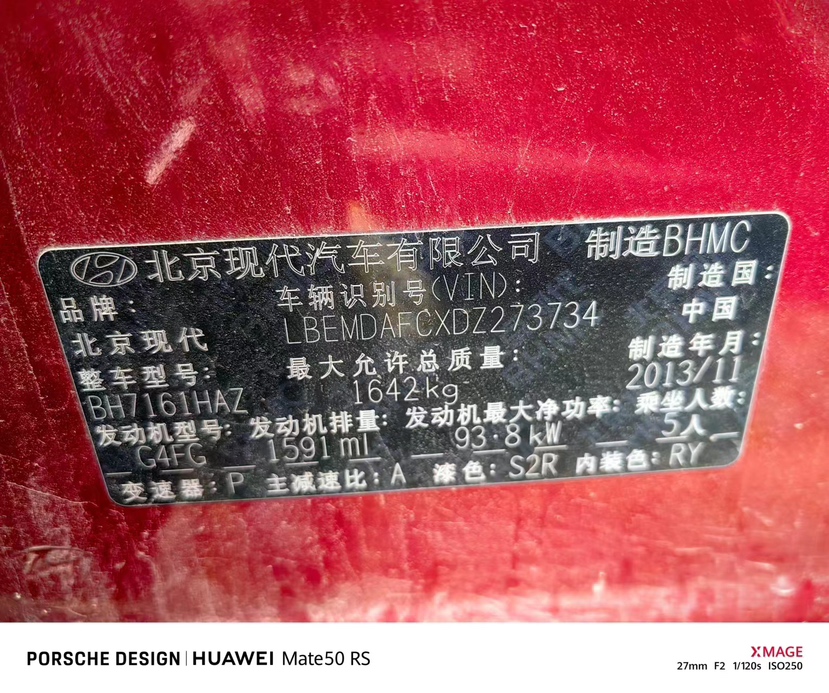 北京现代汽车有限公司 制造BHMC
品牌: 车辆识别号(VIN): 制造国:
北京现代 LBEMDAFCXDZ273734 中国
整车型号: 最大允许总质量: 制造年月:
BH7161HAZ 1642kg 2013/11
发动机型号: 发动机排量: 发动机最大净功率: 乘坐人数:
G4FG 1591ml 93.8kW 5人
变速器: P 主减速比: A 漆色: S2R 内装色: RY
PORSCHE DESIGN | HUAWEI Mate50 RS
XMAGE
27mm F2 1/120s ISO250